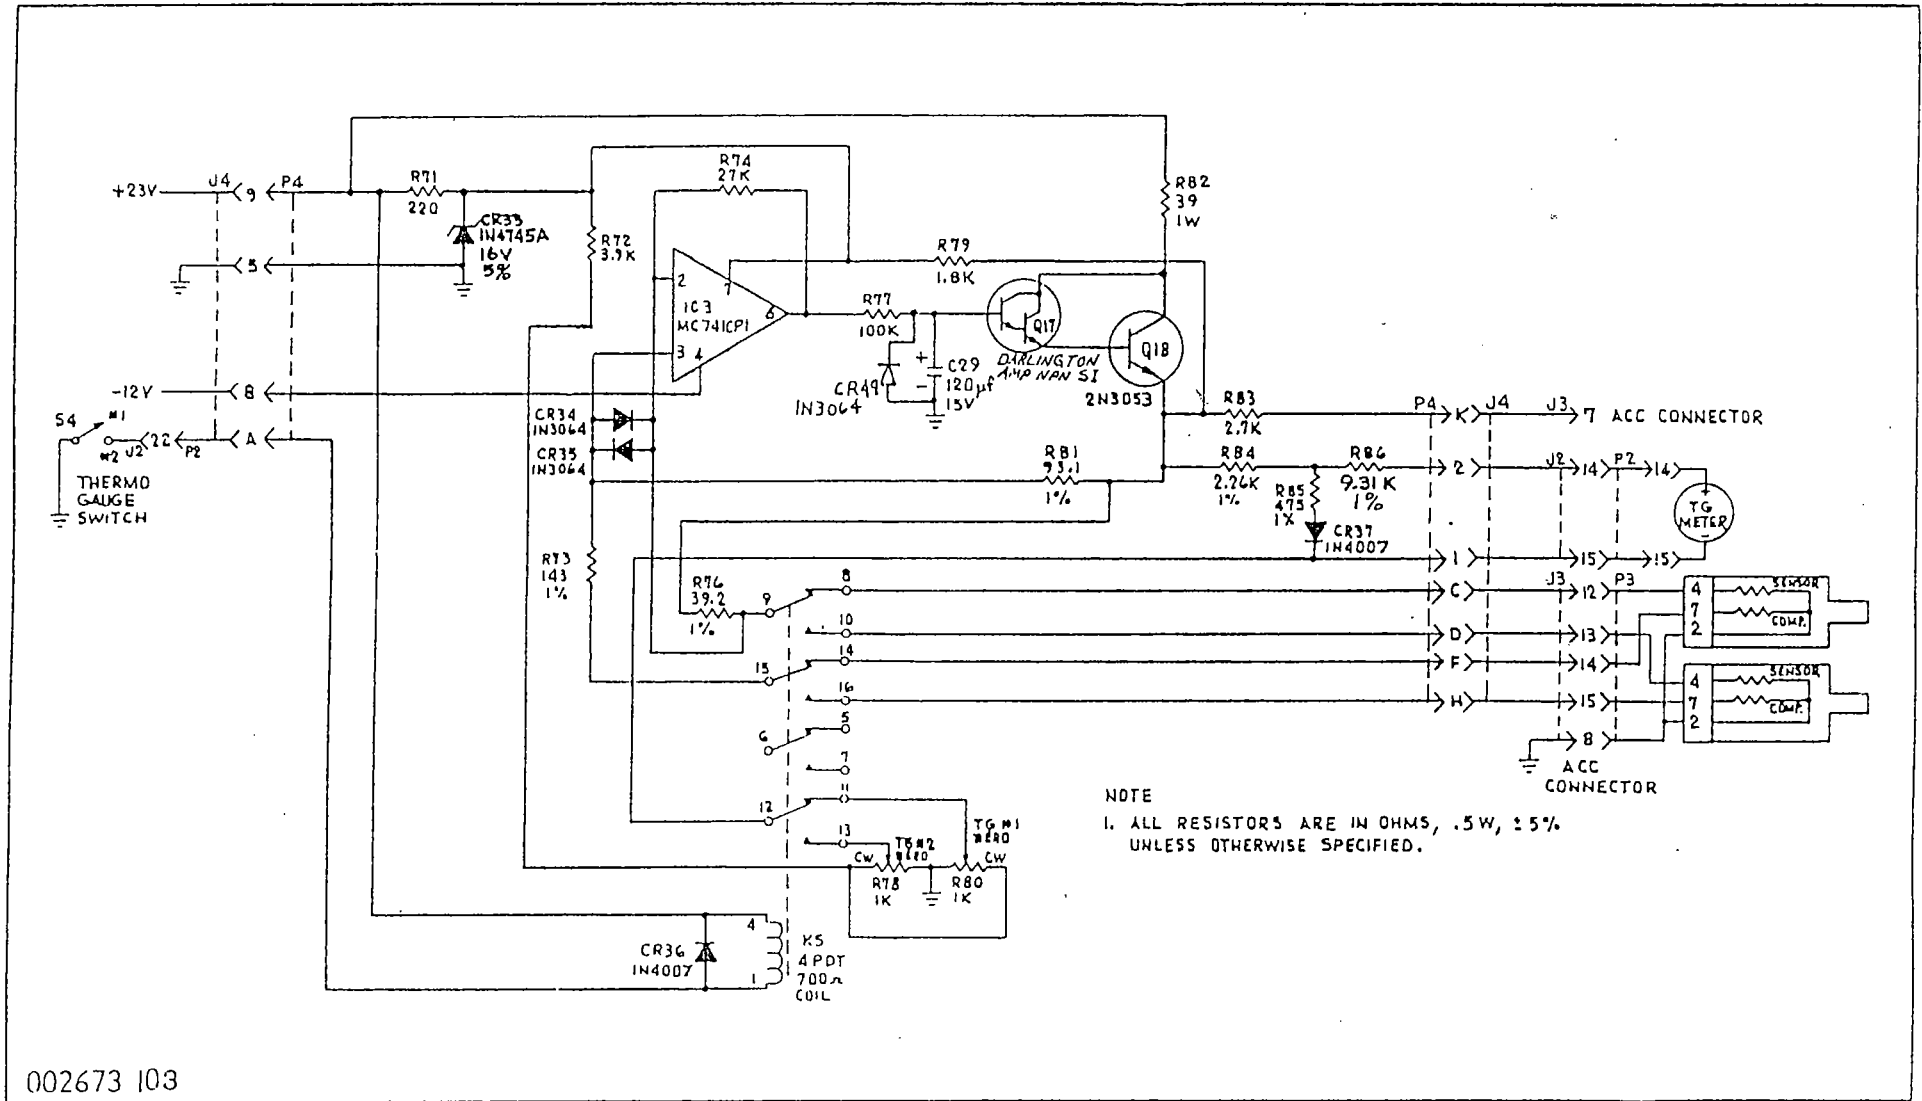 +23V
J4
9
P4
R71
220
CR33
1N4745A
16V
5%
5
R72
3.9K
R74
27K
2
7
IC3
MC741CP1
6
3
4
R79
1.8K
R77
100K
CR49
1N3064
+
C29
120µf
15V
-
Q17
DARLINGTON
AMP NPN SI
Q18
2N3053
R82
39
1W
-12V
8
S4
#1
#2
J2
22
P2
A
THERMO
GAUGE
SWITCH
CR34
1N3064
CR35
1N3064
R81
93.1
1%
R83
2.7K
P4
K
J4
J3
7 ACC CONNECTOR
R84
2.26K
1%
R85
475
1%
R86
9.31K
1%
CR37
1N4007
2
J2
14
P2
14
+
TG
METER
-
1
15
15
R73
143
1%
R76
39.2
1%
9
8
10
15
14
16
6
5
7
12
11
13
C
J3
12
P3
D
13
F
14
H
15
8
ACC
CONNECTOR
4
7
2
SENSOR
COMP.
4
7
2
SENSOR
COMP.
CW
TG #2
ZERO
R78
1K
TG #1
ZERO
CW
R80
1K
CR36
1N4007
4
1
K5
4PDT
700Ω
COIL
NOTE
1. ALL RESISTORS ARE IN OHMS, .5W, ±5%
UNLESS OTHERWISE SPECIFIED.
002673 103